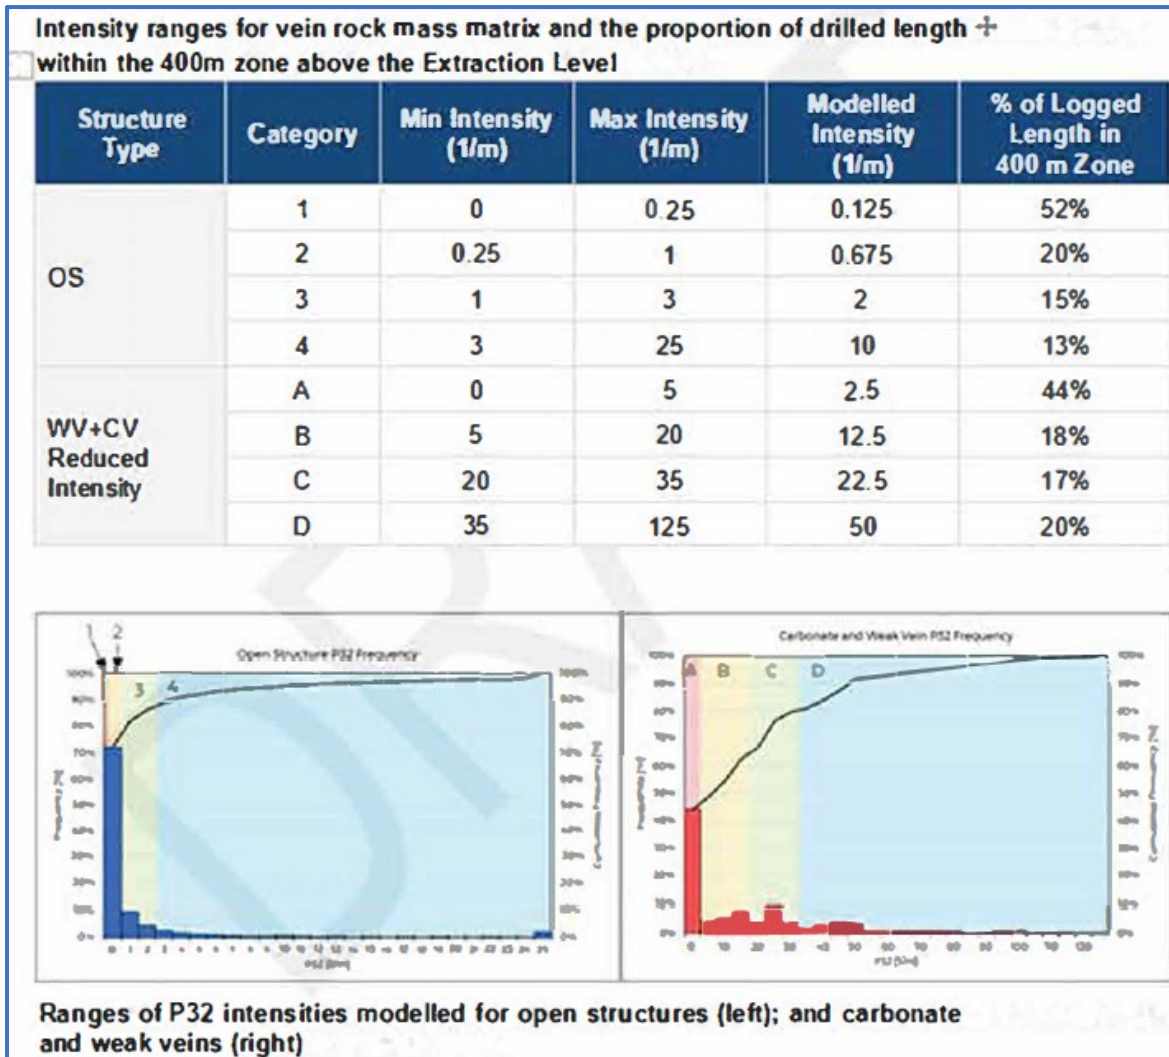 Intensity ranges for vein rock mass matrix and the proportion of drilled length
within the 400m zone above the Extraction Level
Structure Type Category Min Intensity (1/m) Max Intensity (1/m) Modelled Intensity (1/m) % of Logged Length in 400 m Zone
OS 1 0 0.25 0.125 52%
2 0.25 1 0.675 20%
3 1 3 2 15%
4 3 25 10 13%
WV+CV Reduced Intensity A 0 5 2.5 44%
B 5 20 12.5 18%
C 20 35 22.5 17%
D 35 125 50 20%
1 2
Open Structure P32 Frequency
3 4
Carbonate and Weak Vein P32 Frequency
A B C D
Ranges of P32 intensities modelled for open structures (left); and carbonate
and weak veins (right)